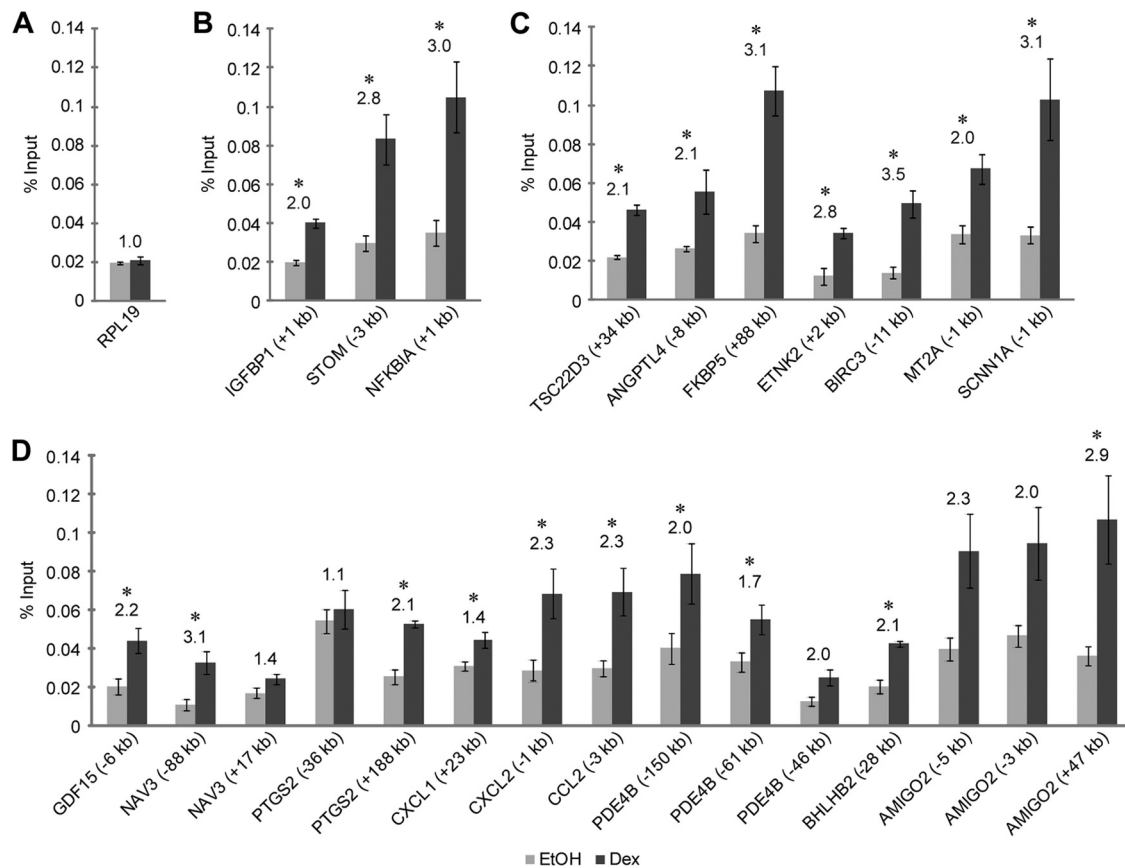 A
% Input
0.14
0.12
0.1
0.08
0.06
0.04
0.02
0
1.0
RPL19
B
% Input
0.14
0.12
0.1
0.08
0.06
0.04
0.02
0
*
2.0
*
2.8
*
3.0
IGFBP1 (+1 kb)
STOM (-3 kb)
NFKBIA (+1 kb)
C
% Input
0.14
0.12
0.1
0.08
0.06
0.04
0.02
0
*
2.1
*
2.1
*
3.1
*
2.8
*
3.5
*
2.0
*
3.1
TSC22D3 (+34 kb)
ANGPTL4 (-8 kb)
FKBP5 (+88 kb)
ETNK2 (+2 kb)
BIRC3 (-11 kb)
MT2A (-1 kb)
SCNN1A (-1 kb)
D
% Input
0.14
0.12
0.1
0.08
0.06
0.04
0.02
0
*
2.2
*
3.1
1.4
1.1
*
2.1
*
1.4
*
2.3
*
2.3
*
2.0
*
1.7
2.0
*
2.1
2.3
2.0
*
2.9
GDF15 (-6 kb)
NAV3 (-88 kb)
NAV3 (+17 kb)
PTGS2 (-36 kb)
PTGS2 (+188 kb)
CXCL1 (+23 kb)
CXCL2 (-1 kb)
CCL2 (-3 kb)
PDE4B (-150 kb)
PDE4B (-61 kb)
PDE4B (-46 kb)
BHLHB2 (-28 kb)
AMIGO2 (-5 kb)
AMIGO2 (-3 kb)
AMIGO2 (+47 kb)
EtOH Dex